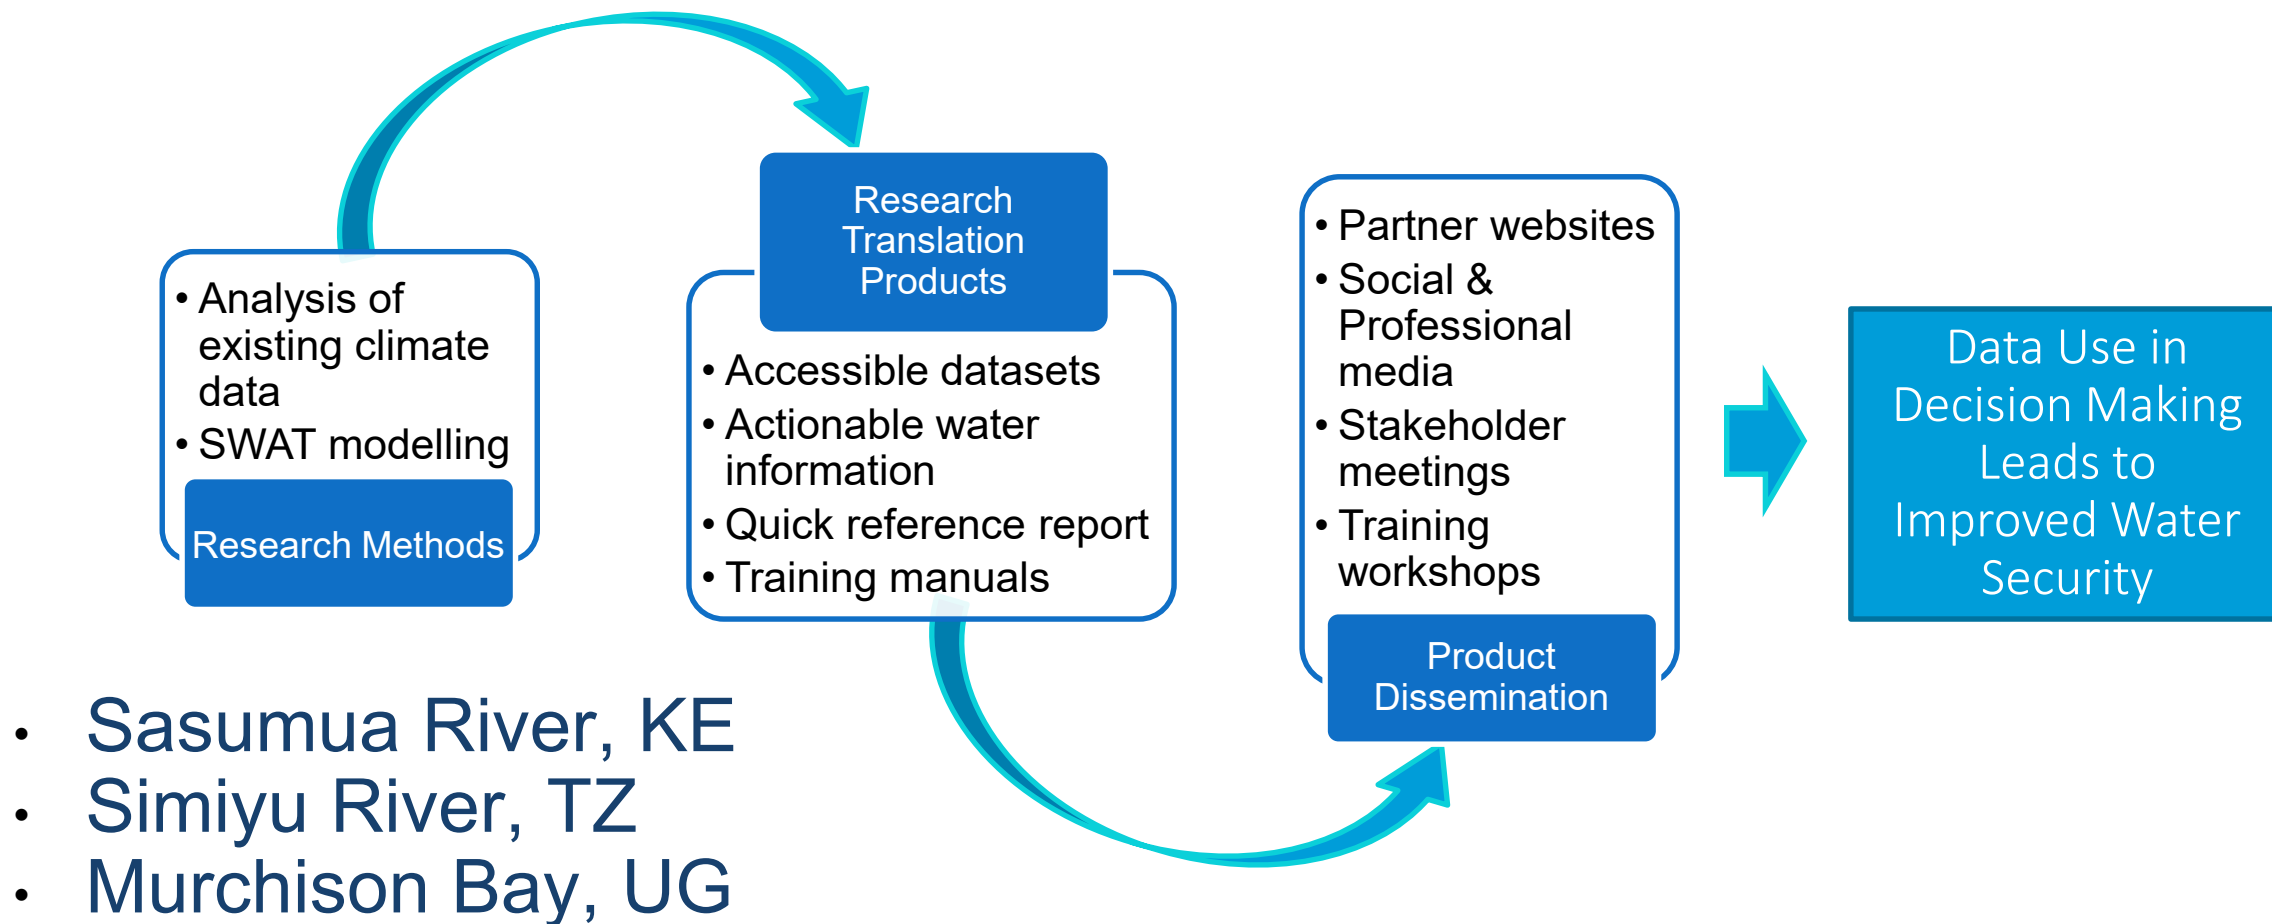 • Analysis of
existing climate
data
• SWAT modelling
Research Methods
Research
Translation
Products
• Accessible datasets
• Actionable water
information
• Quick reference report
• Training manuals
• Partner websites
• Social &
Professional
media
• Stakeholder
meetings
• Training
workshops
Product
Dissemination
Data Use in
Decision Making
Leads to
Improved Water
Security
• Sasumua River, KE
• Simiyu River, TZ
• Murchison Bay, UG